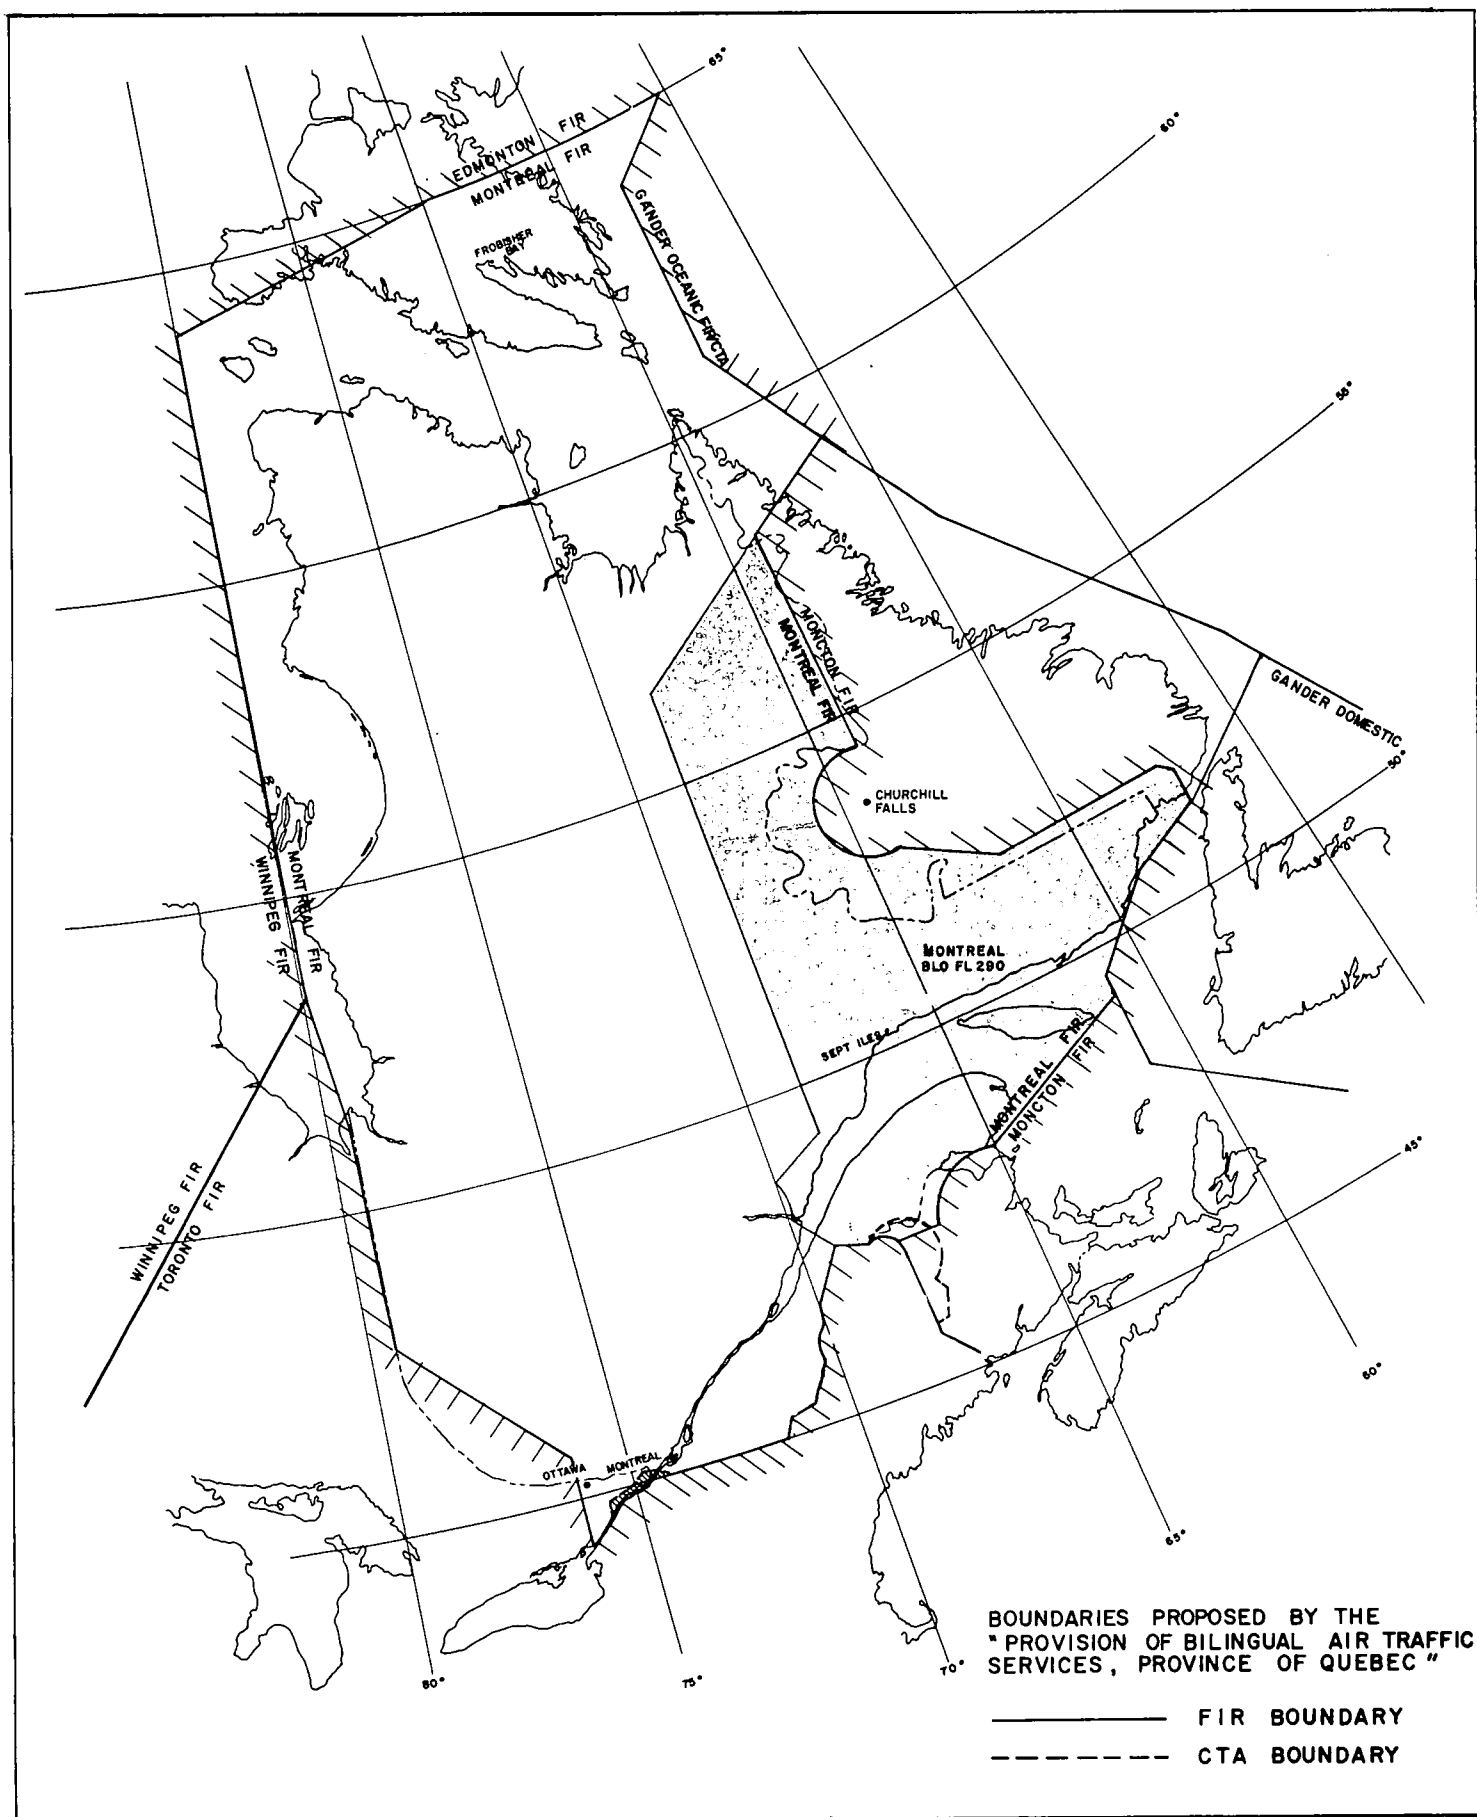 65°
60°
EDMONTON FIR
MONTREAL FIR
GANDER OCEANIC FIR/CTA
FROBISHER
BAY
55°
MONCTON FIR
MONTREAL FIR
GANDER DOMESTIC
50°
CHURCHILL
FALLS
MONTREAL FIR
WINNIPEG FIR
MONTREAL
BLO FL 290
SEPT ILES
MONTREAL FIR
MONCTON FIR
45°
WINNIPEG FIR
TORONTO FIR
60°
OTTAWA
MONTREAL
65°
70°
75°
80°
BOUNDARIES PROPOSED BY THE
"PROVISION OF BILINGUAL AIR TRAFFIC
SERVICES, PROVINCE OF QUEBEC"
FIR BOUNDARY
CTA BOUNDARY